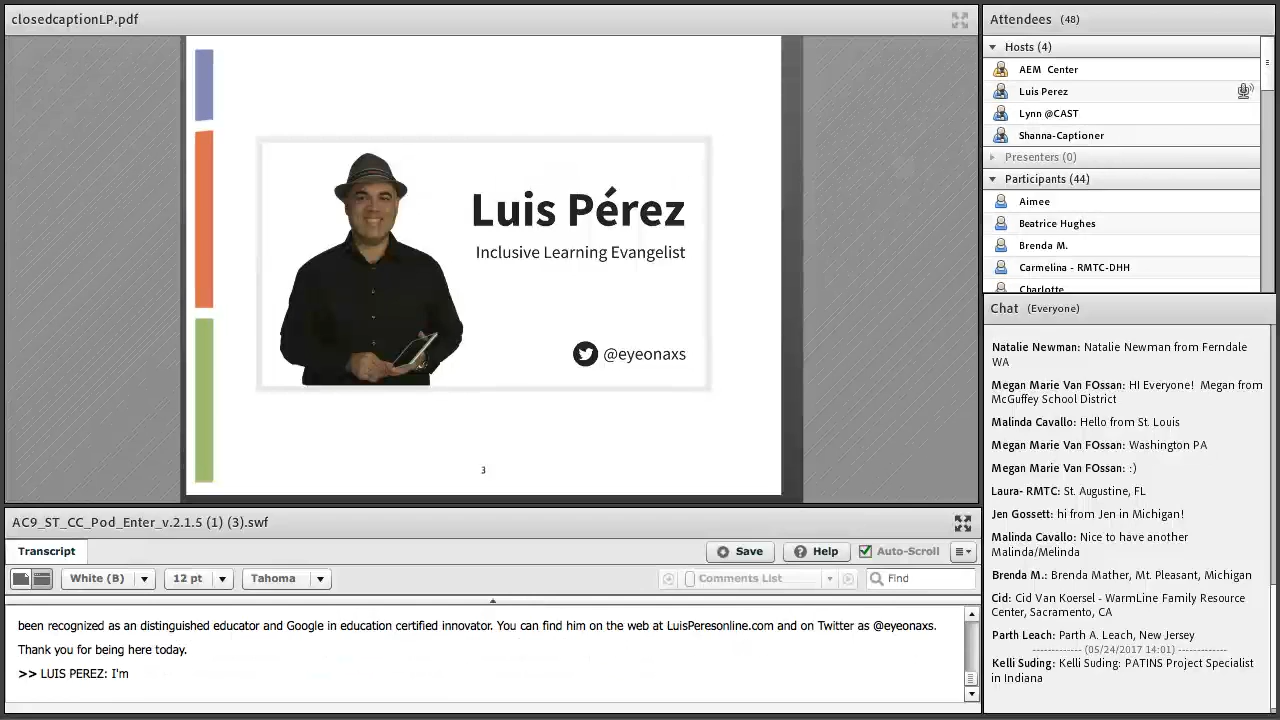 closedcaptionLP.pdf
Luis Pérez
Inclusive Learning Evangelist
@eyeonaxs
3
AC9_ST_CC_Pod_Enter_v.2.1.5 (1) (3).swf
Transcript
Save
Help
Auto-Scroll
White (B)
12 pt
Tahoma
Comments List
Find
been recognized as an distinguished educator and Google in education certified innovator. You can find him on the web at LuisPeresonline.com and on Twitter as @eyeonaxs.
Thank you for being here today.
>> LUIS PEREZ: I'm
Attendees (48)
Hosts (4)
AEM Center
Luis Perez
Lynn @CAST
Shanna-Captioner
Presenters (0)
Participants (44)
Aimee
Beatrice Hughes
Brenda M.
Carmelina - RMTC-DHH
Charlotte
Chat (Everyone)
Natalie Newman: Natalie Newman from Ferndale
WA
Megan Marie Van FOssan: HI Everyone! Megan from
McGuffey School District
Malinda Cavallo: Hello from St. Louis
Megan Marie Van FOssan: Washington PA
Megan Marie Van FOssan: :)
Laura- RMTC: St. Augustine, FL
Jen Gossett: hi from Jen in Michigan!
Malinda Cavallo: Nice to have another
Malinda/Melinda
Brenda M.: Brenda Mather, Mt. Pleasant, Michigan
Cid: Cid Van Koersel - WarmLine Family Resource
Center, Sacramento, CA
Parth Leach: Parth A. Leach, New Jersey
------------- (05/24/2017 14:01) -------------
Kelli Suding: Kelli Suding: PATINS Project Specialist
in Indiana